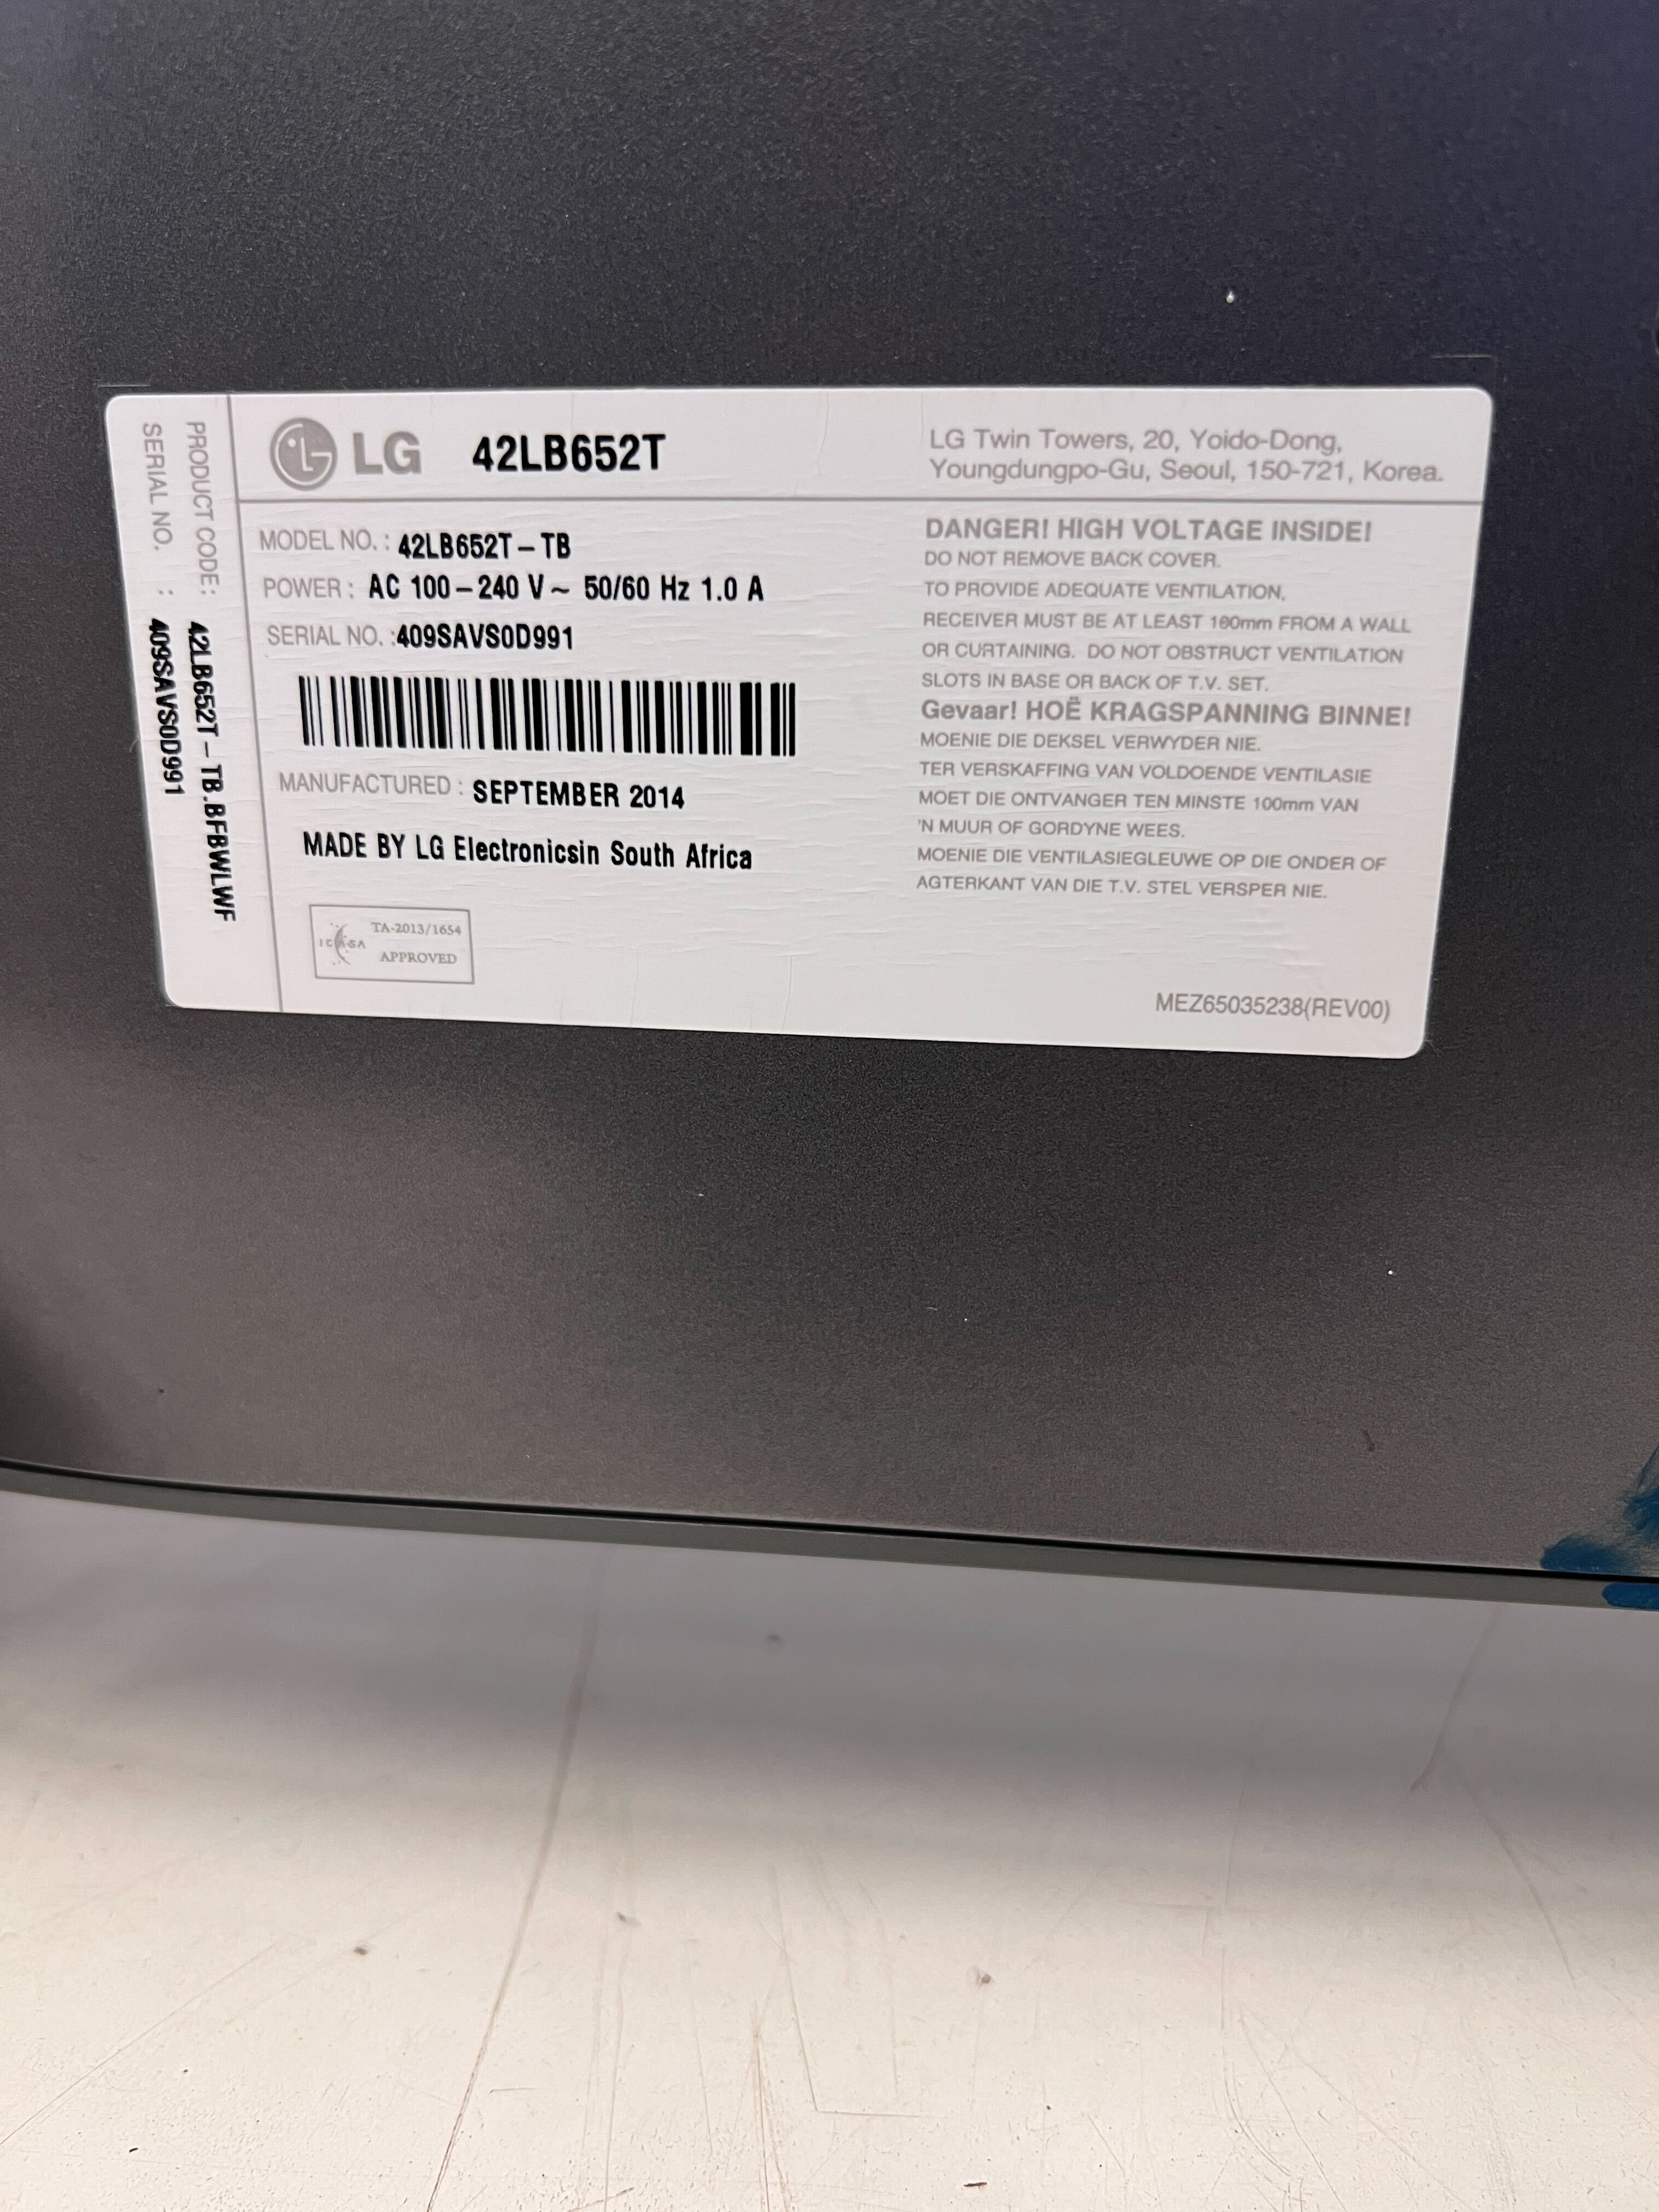 LG 42LB652T
LG Twin Towers, 20, Yoido-Dong,
Youngdungpo-Gu, Seoul, 150-721, Korea.
MODEL NO. : 42LB652T-TB
POWER : AC 100-240 V~ 50/60 Hz 1.0 A
SERIAL NO. :409SAVS0D991
MANUFACTURED : SEPTEMBER 2014
MADE BY LG Electronicsin South Africa
ICASA
TA-2013/1654
APPROVED
DANGER! HIGH VOLTAGE INSIDE!
DO NOT REMOVE BACK COVER.
TO PROVIDE ADEQUATE VENTILATION,
RECEIVER MUST BE AT LEAST 100mm FROM A WALL
OR CURTAINING. DO NOT OBSTRUCT VENTILATION
SLOTS IN BASE OR BACK OF T.V. SET.
Gevaar! HOË KRAGSPANNING BINNE!
MOENIE DIE DEKSEL VERWYDER NIE.
TER VERSKAFFING VAN VOLDOENDE VENTILASIE
MOET DIE ONTVANGER TEN MINSTE 100mm VAN
'N MUUR OF GORDYNE WEES.
MOENIE DIE VENTILASIEGLEUWE OP DIE ONDER OF
AGTERKANT VAN DIE T.V. STEL VERSPER NIE.
MEZ65035238(REV00)
PRODUCT CODE: 42LB652T-TB.BFBWLWF
SERIAL NO. : 409SAVS0D991